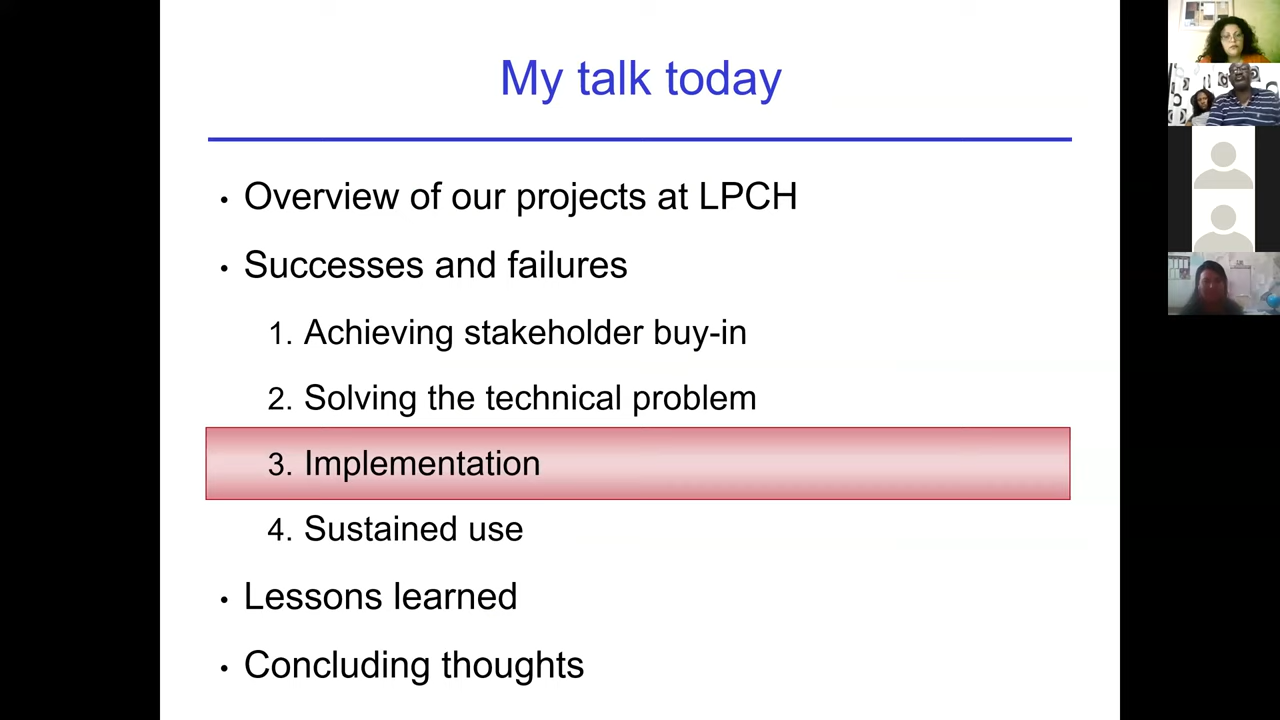 My talk today
• Overview of our projects at LPCH
• Successes and failures
1. Achieving stakeholder buy-in
2. Solving the technical problem
3. Implementation
4. Sustained use
• Lessons learned
• Concluding thoughts